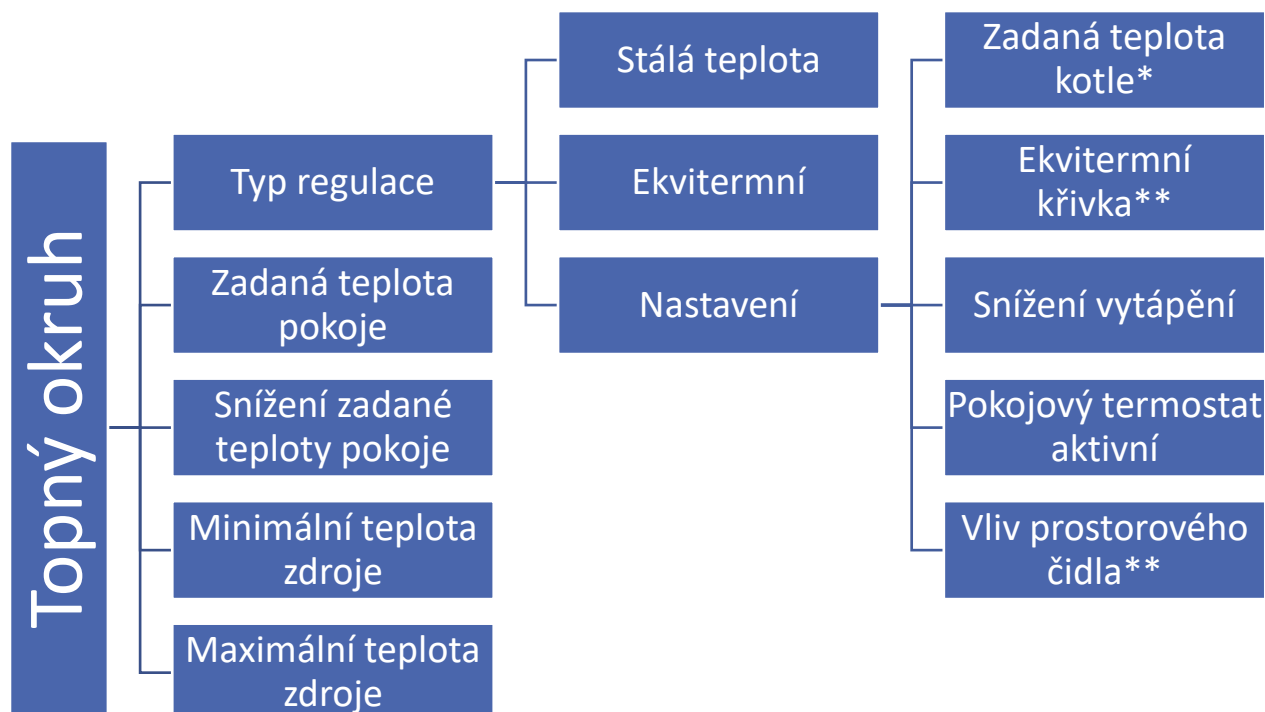 Topný okruh
Typ regulace
Zadaná teplota
pokoje
Snížení zadané
teploty pokoje
Minimální teplota
zdroje
Maximální teplota
zdroje
Stálá teplota
Ekvitermní
Nastavení
Zadaná teplota
kotle*
Ekvitermní
křivka**
Snížení vytápění
Pokojový termostat
aktivní
Vliv prostorového
čidla**